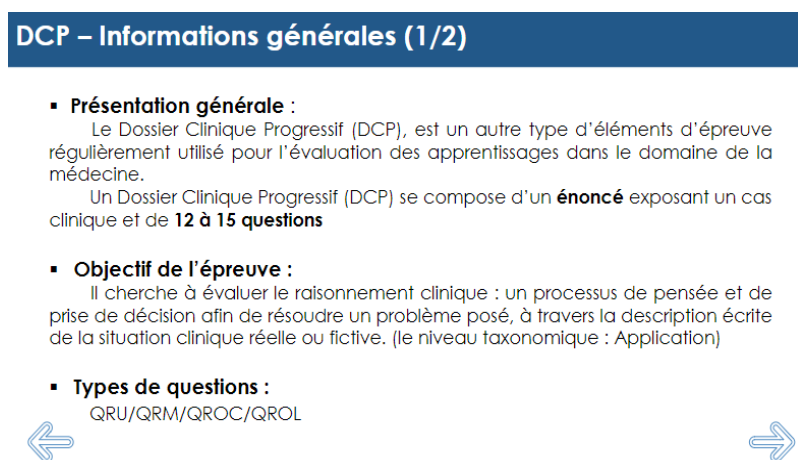 DCP – Informations générales (1/2)
▪ Présentation générale :
Le Dossier Clinique Progressif (DCP), est un autre type d'éléments d'épreuve
régulièrement utilisé pour l'évaluation des apprentissages dans le domaine de la
médecine.
Un Dossier Clinique Progressif (DCP) se compose d'un énoncé exposant un cas
clinique et de 12 à 15 questions
▪ Objectif de l'épreuve :
Il cherche à évaluer le raisonnement clinique : un processus de pensée et de
prise de décision afin de résoudre un problème posé, à travers la description écrite
de la situation clinique réelle ou fictive. (le niveau taxonomique : Application)
▪ Types de questions :
QRU/QRM/QROC/QROL